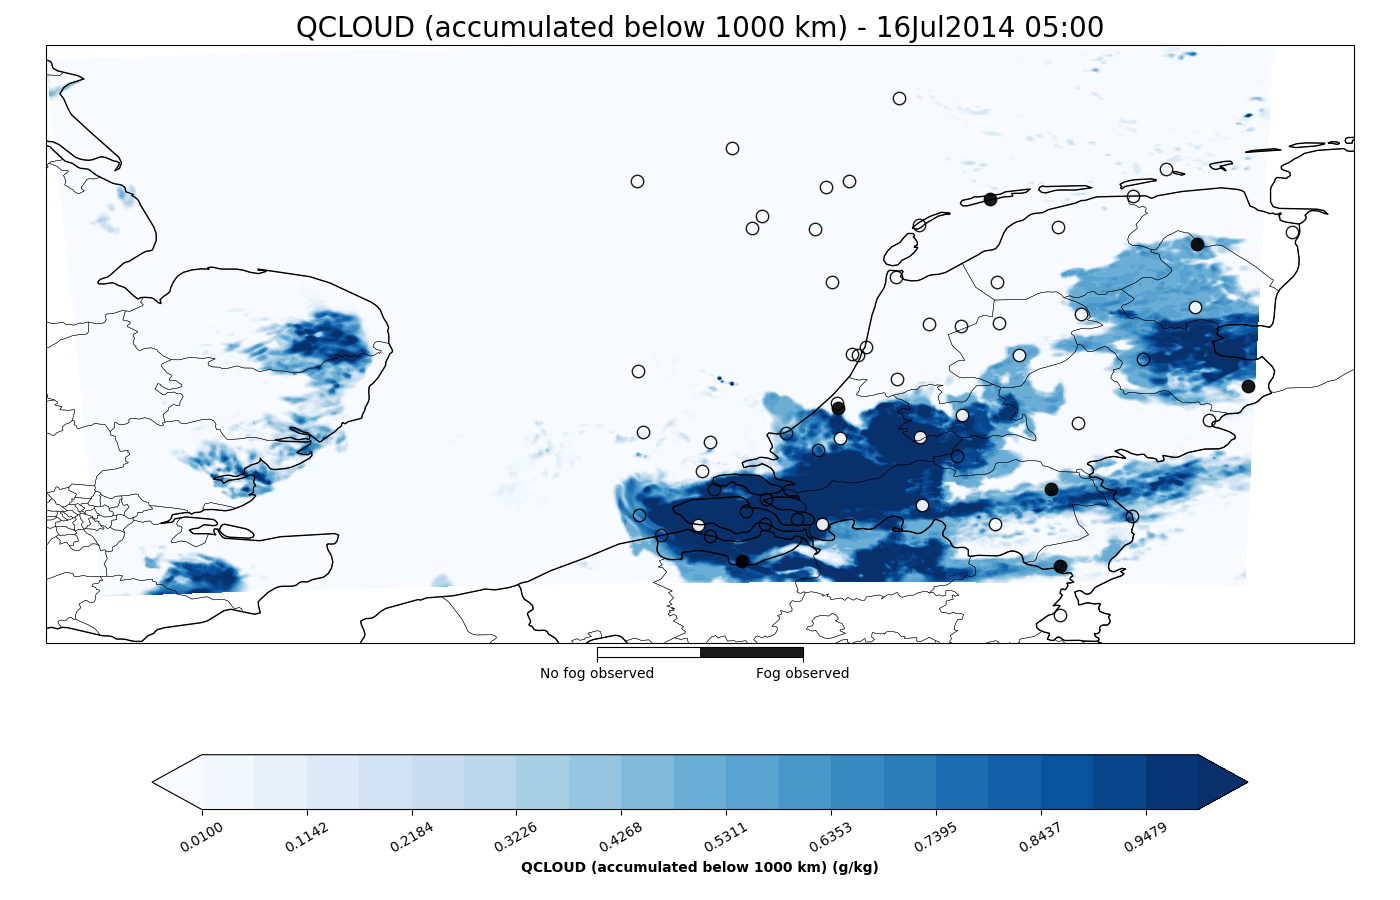 QCLOUD (accumulated below 1000 km) - 16Jul2014 05:00
No fog observed
Fog observed
0.0100
0.1142
0.2184
0.3226
0.4268
0.5311
0.6353
0.7395
0.8437
0.9479
QCLOUD (accumulated below 1000 km) (g/kg)